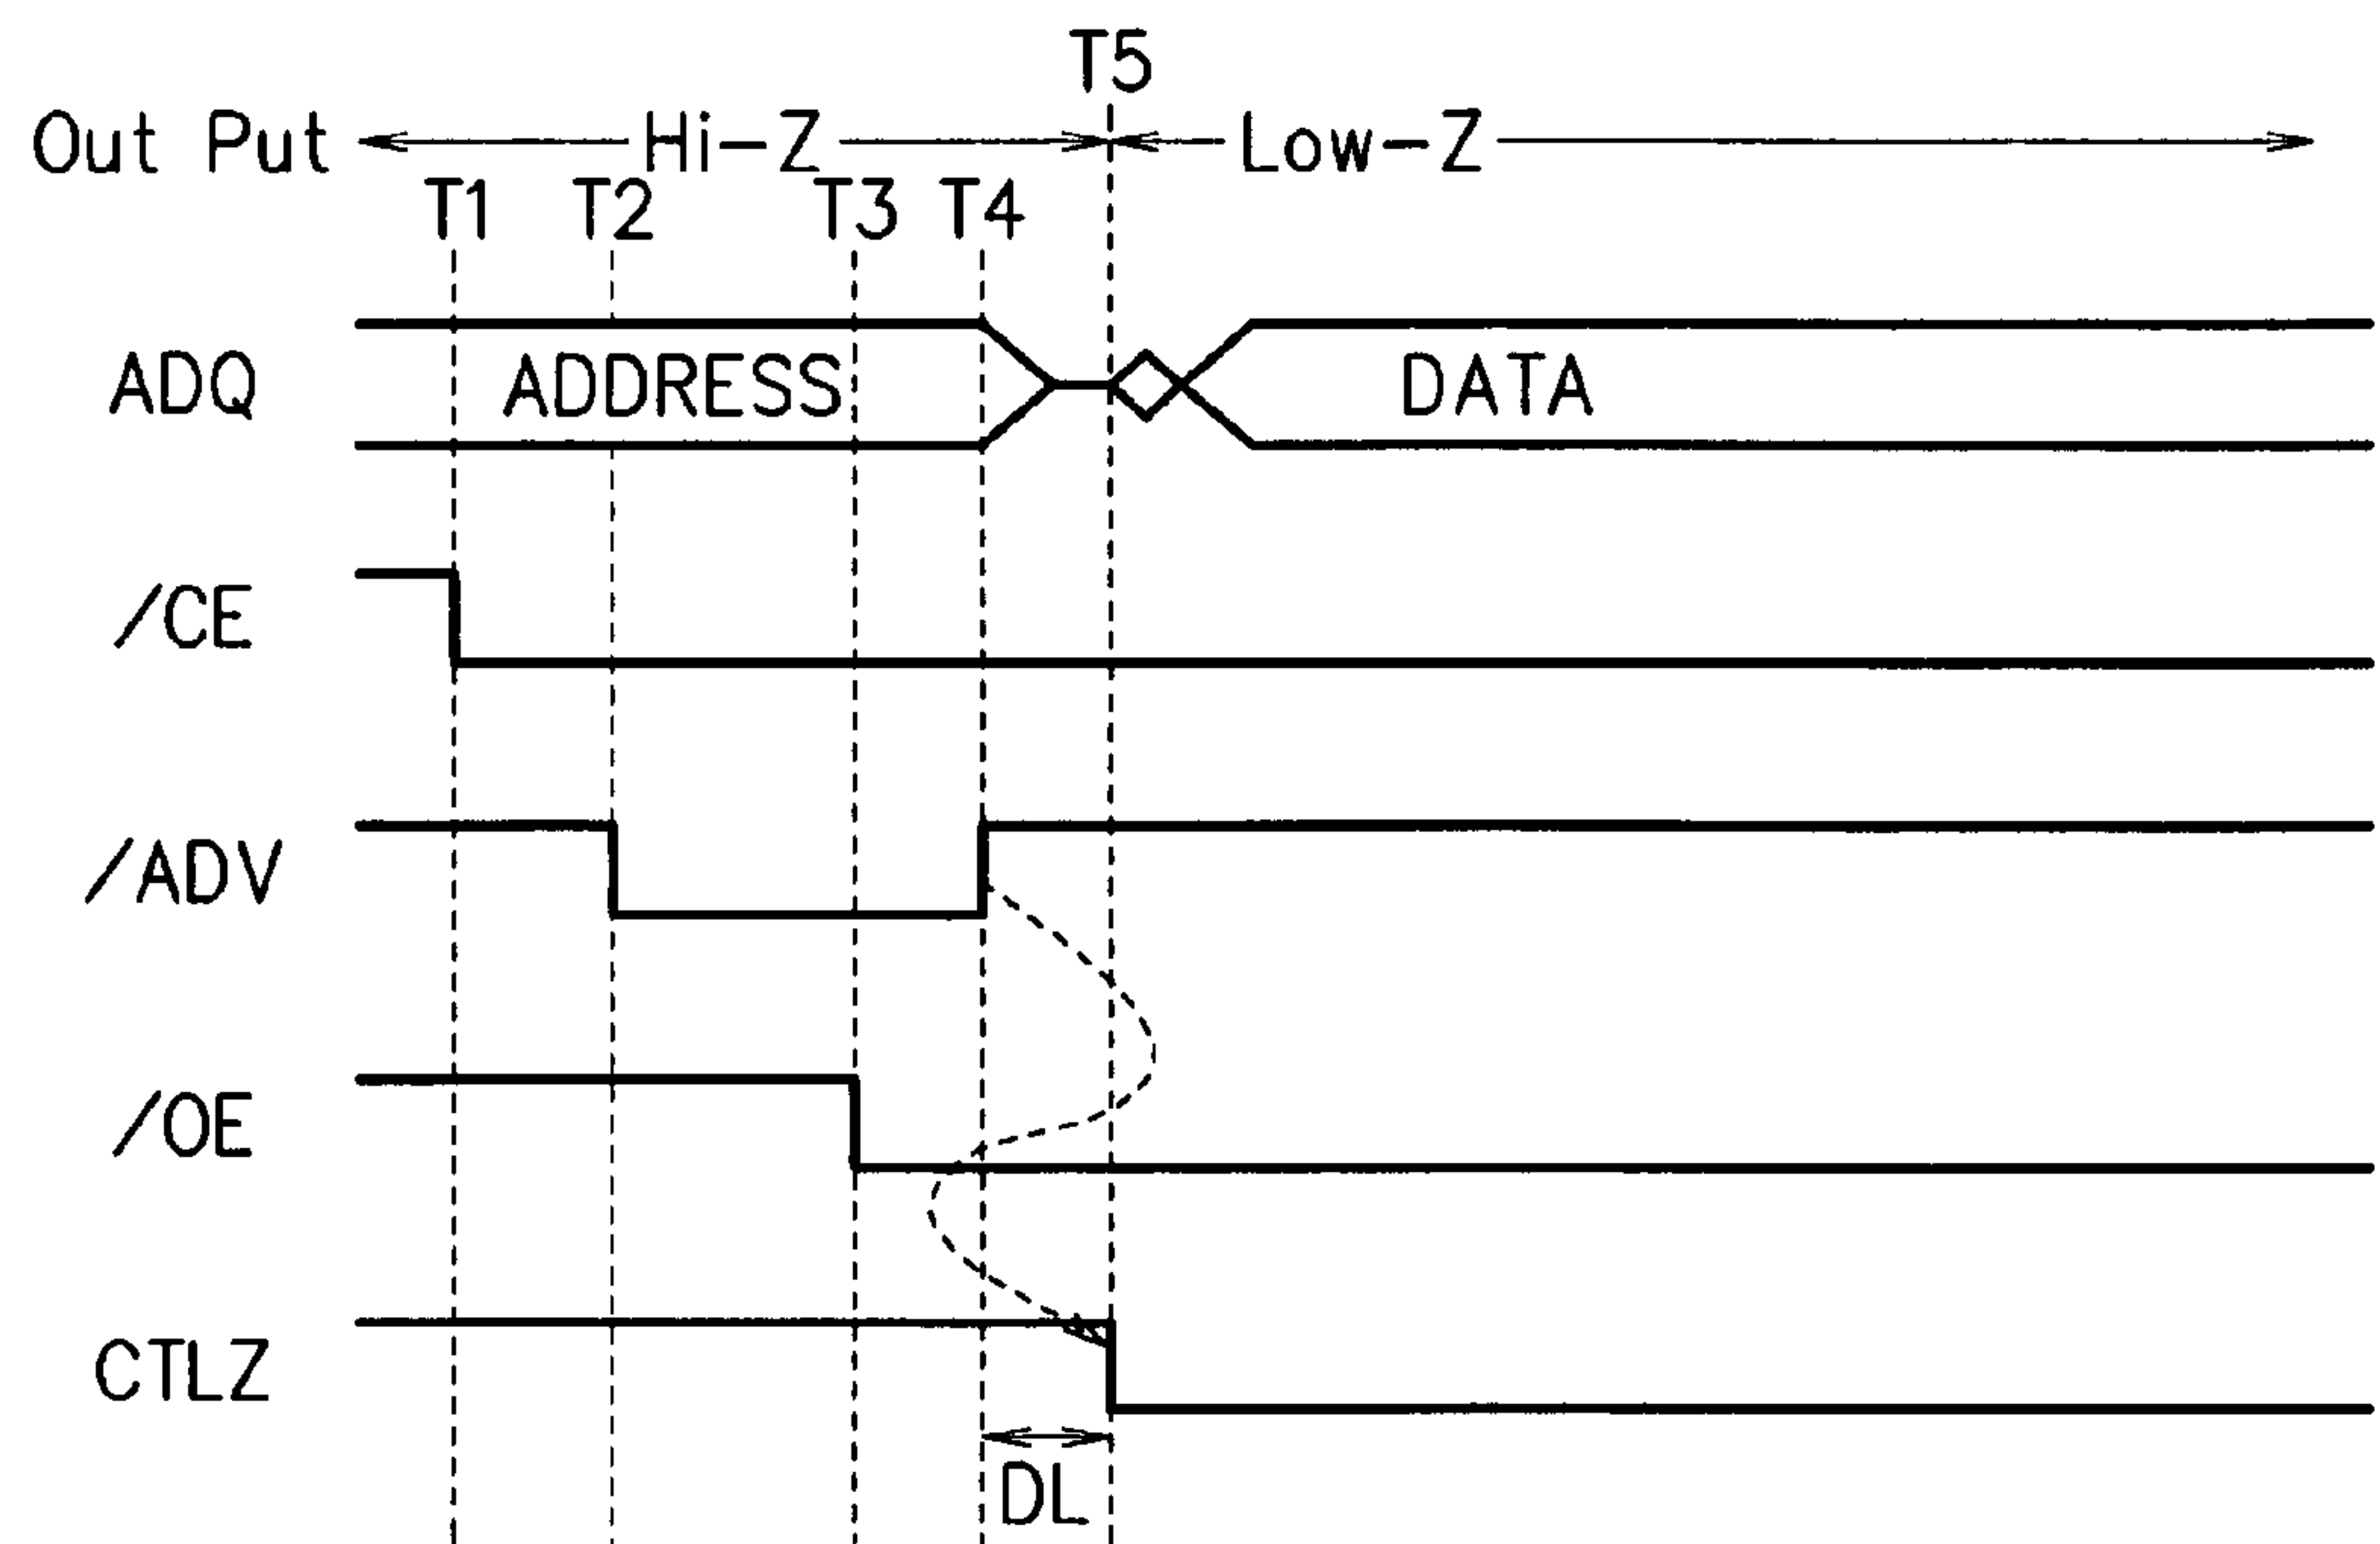 T5
Out Put Hi-Z Low-Z
T1 T2 T3 T4
ADQ ADDRESS DATA
/CE
/ADV
/OE
CTLZ
DL